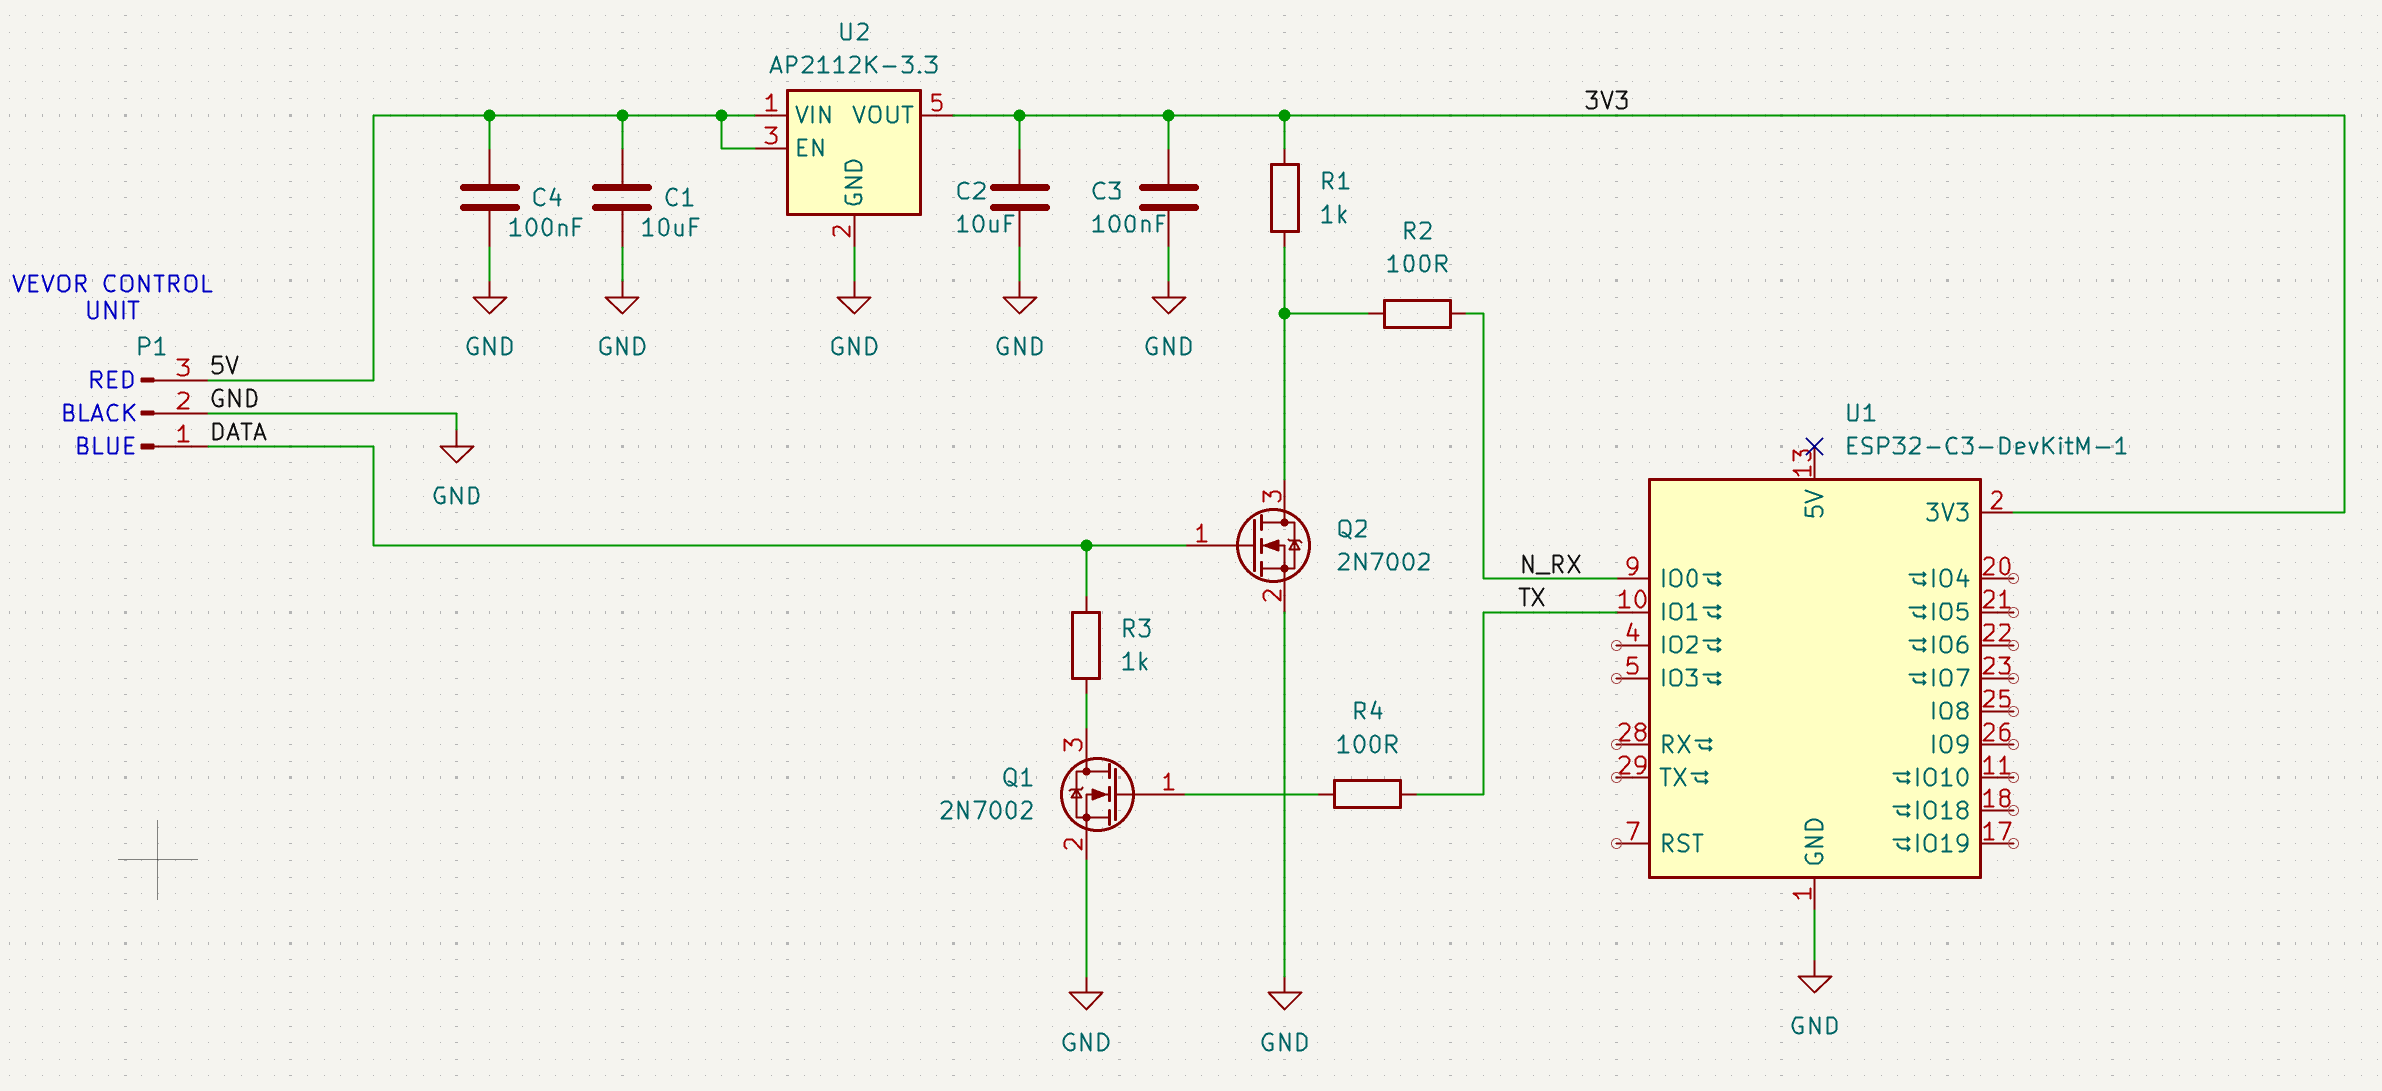 U2
AP2112K-3.3
1
VIN
VOUT
5
3
EN
GND
2
3V3
C4
100nF
C1
10uF
C2
10uF
C3
100nF
R1
1k
R2
100R
GND
GND
GND
GND
GND
VEVOR CONTROL
UNIT
P1
RED
3
5V
BLACK
2
GND
BLUE
1
DATA
GND
1
3
2
Q2
2N7002
R3
1k
Q1
2N7002
3
1
2
R4
100R
GND
GND
N_RX
TX
U1
ESP32-C3-DevKitM-1
13
5V
3V3
2
9
IO0
IO4
20
10
IO1
IO5
21
4
IO2
IO6
22
5
IO3
IO7
23
IO8
25
28
RX
IO9
26
29
TX
IO10
11
IO18
18
7
RST
IO19
17
GND
1
GND